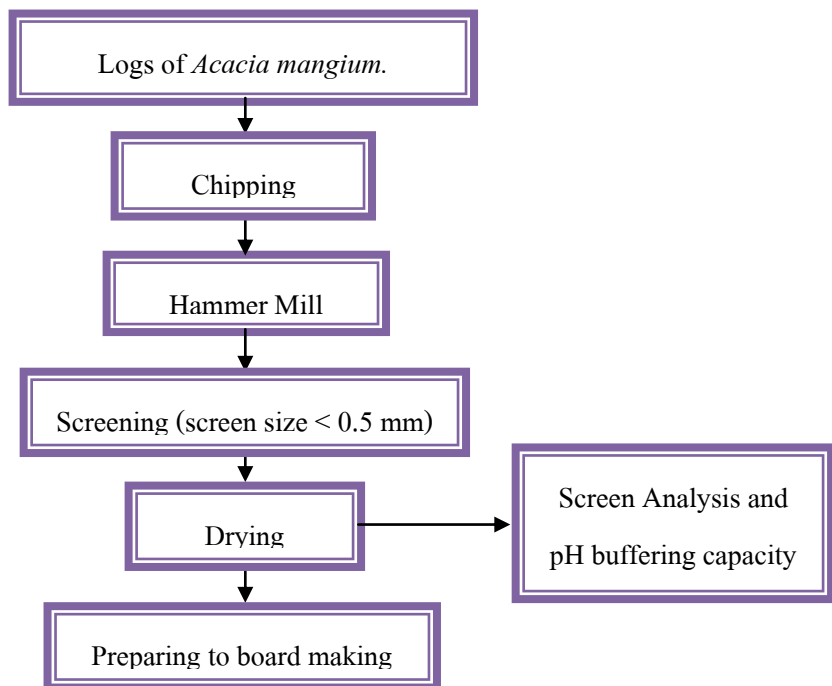 Logs of Acacia mangium.
Chipping
Hammer Mill
Screening (screen size < 0.5 mm)
Drying
Screen Analysis and
pH buffering capacity
Preparing to board making